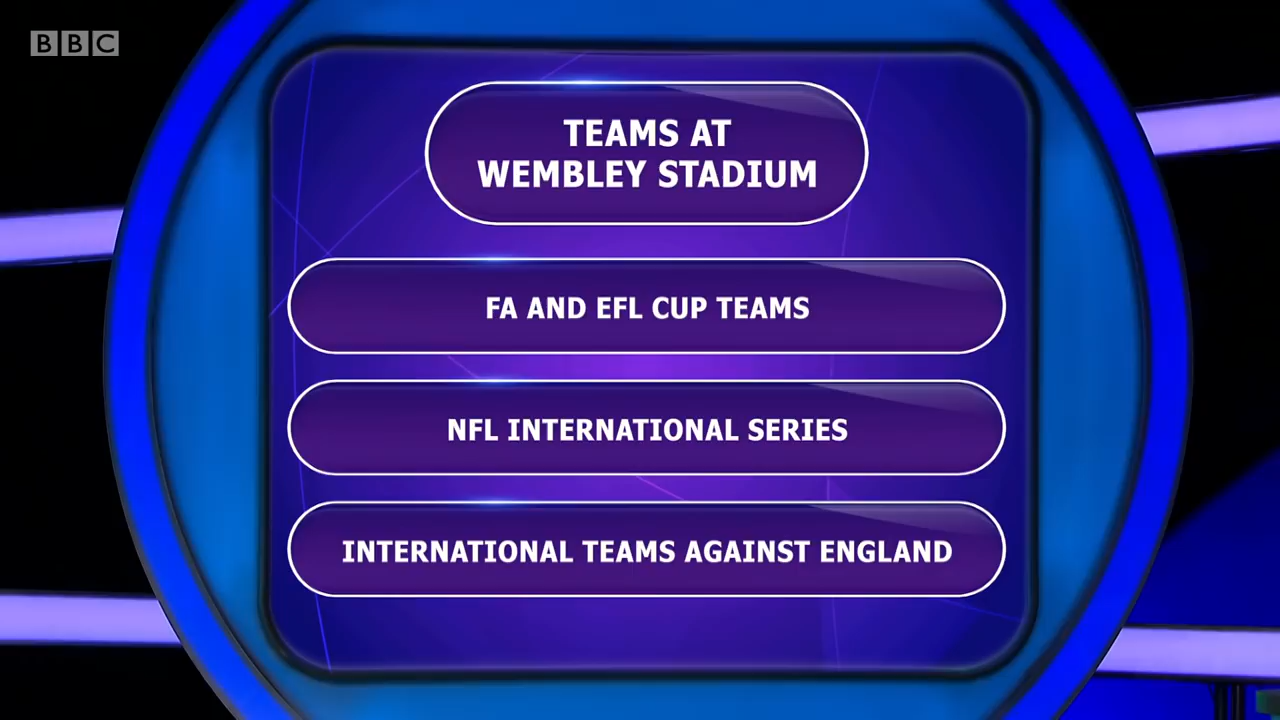 BBC
TEAMS AT
WEMBLEY STADIUM
FA AND EFL CUP TEAMS
NFL INTERNATIONAL SERIES
INTERNATIONAL TEAMS AGAINST ENGLAND